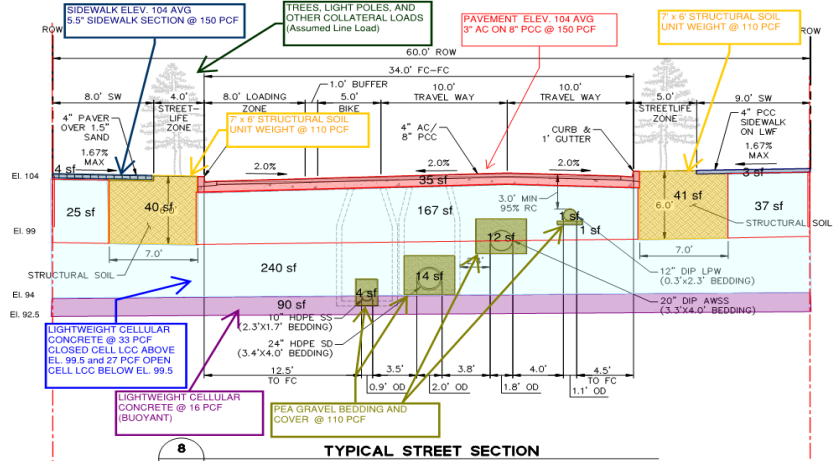 SIDEWALK ELEV. 104 AVG
5.5" SIDEWALK SECTION @ 150 PCF
TREES, LIGHT POLES, AND
OTHER COLLATERAL LOADS
(Assumed Line Load)
PAVEMENT ELEV. 104 AVG
3" AC ON 8" PCC @ 150 PCF
7' x 6' STRUCTURAL SOIL
UNIT WEIGHT @ 110 PCF
ROW
ROW
60.0' ROW
34.0' FC-FC
1.0' BUFFER
8.0' SW
4.0'
STREET-
LIFE
ZONE
8.0' LOADING
ZONE
5.0'
BIKE
10.0'
TRAVEL WAY
10.0'
TRAVEL WAY
5.0'
STREETLIFE
ZONE
9.0' SW
4" PAVER
OVER 1.5"
SAND
7' x 6' STRUCTURAL SOIL
UNIT WEIGHT @ 110 PCF
4" AC/
8" PCC
CURB &
1' GUTTER
4" PCC
SIDEWALK
ON LWF
1.67%
MAX
2.0%
2.0%
2.0%
2.0%
1.67%
MAX
El. 104
4 sf
35 sf
3 sf
3.0' MIN
95% RC
25 sf
40 sf
6.0'
167 sf
1 sf
1 sf
6.0'
41 sf
37 sf
STRUCTURAL SOIL
El. 99
12 sf
7.0'
7.0'
STRUCTURAL SOIL
240 sf
14 sf
12" DIP LPW
(0.3'x2.3' BEDDING)
El. 94
4 sf
90 sf
20" DIP AWSS
(3.3'X4.0' BEDDING)
El. 92.5
10" HDPE SS
(2.3'X1.7' BEDDING)
24" HDPE SD
(3.4'X4.0' BEDDING)
LIGHTWEIGHT CELLULAR
CONCRETE @ 33 PCF
CLOSED CELL LCC ABOVE
EL. 99.5 and 27 PCF OPEN
CELL LCC BELOW EL. 99.5
12.5'
TO FC
3.5'
3.8'
4.0'
4.5'
TO FC
0.9' OD
2.0' OD
1.8' OD
1.1' OD
LIGHTWEIGHT CELLULAR
CONCRETE @ 16 PCF
(BUOYANT)
PEA GRAVEL BEDDING AND
COVER @ 110 PCF
8
TYPICAL STREET SECTION